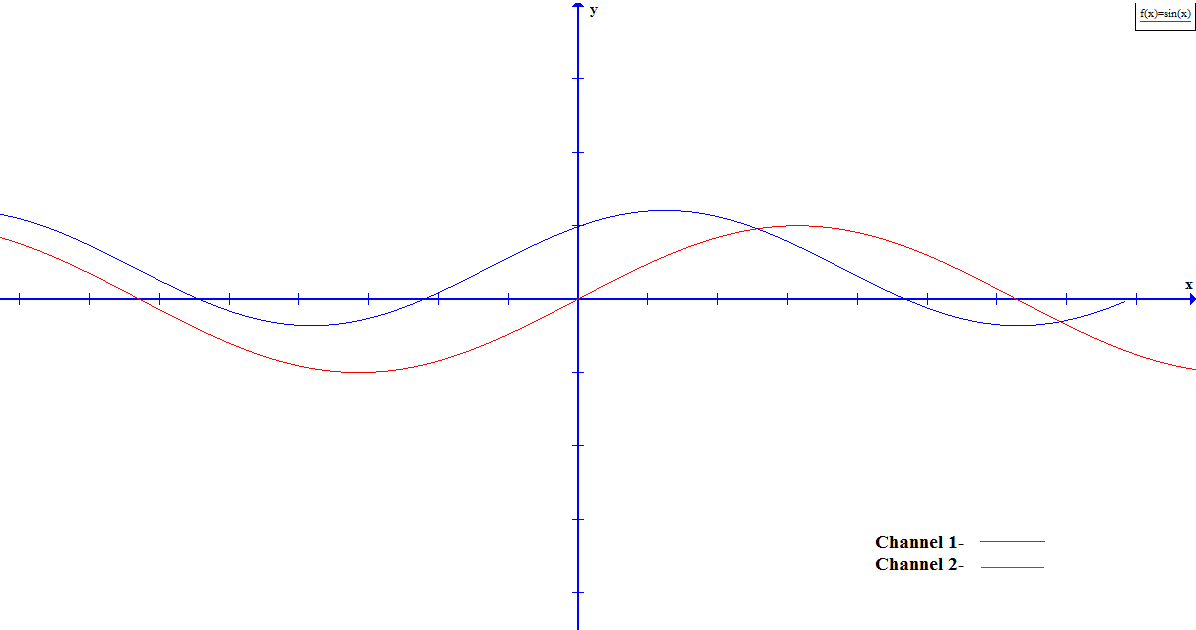 y
f(x)=sin(x)
x
Channel 1-
Channel 2-